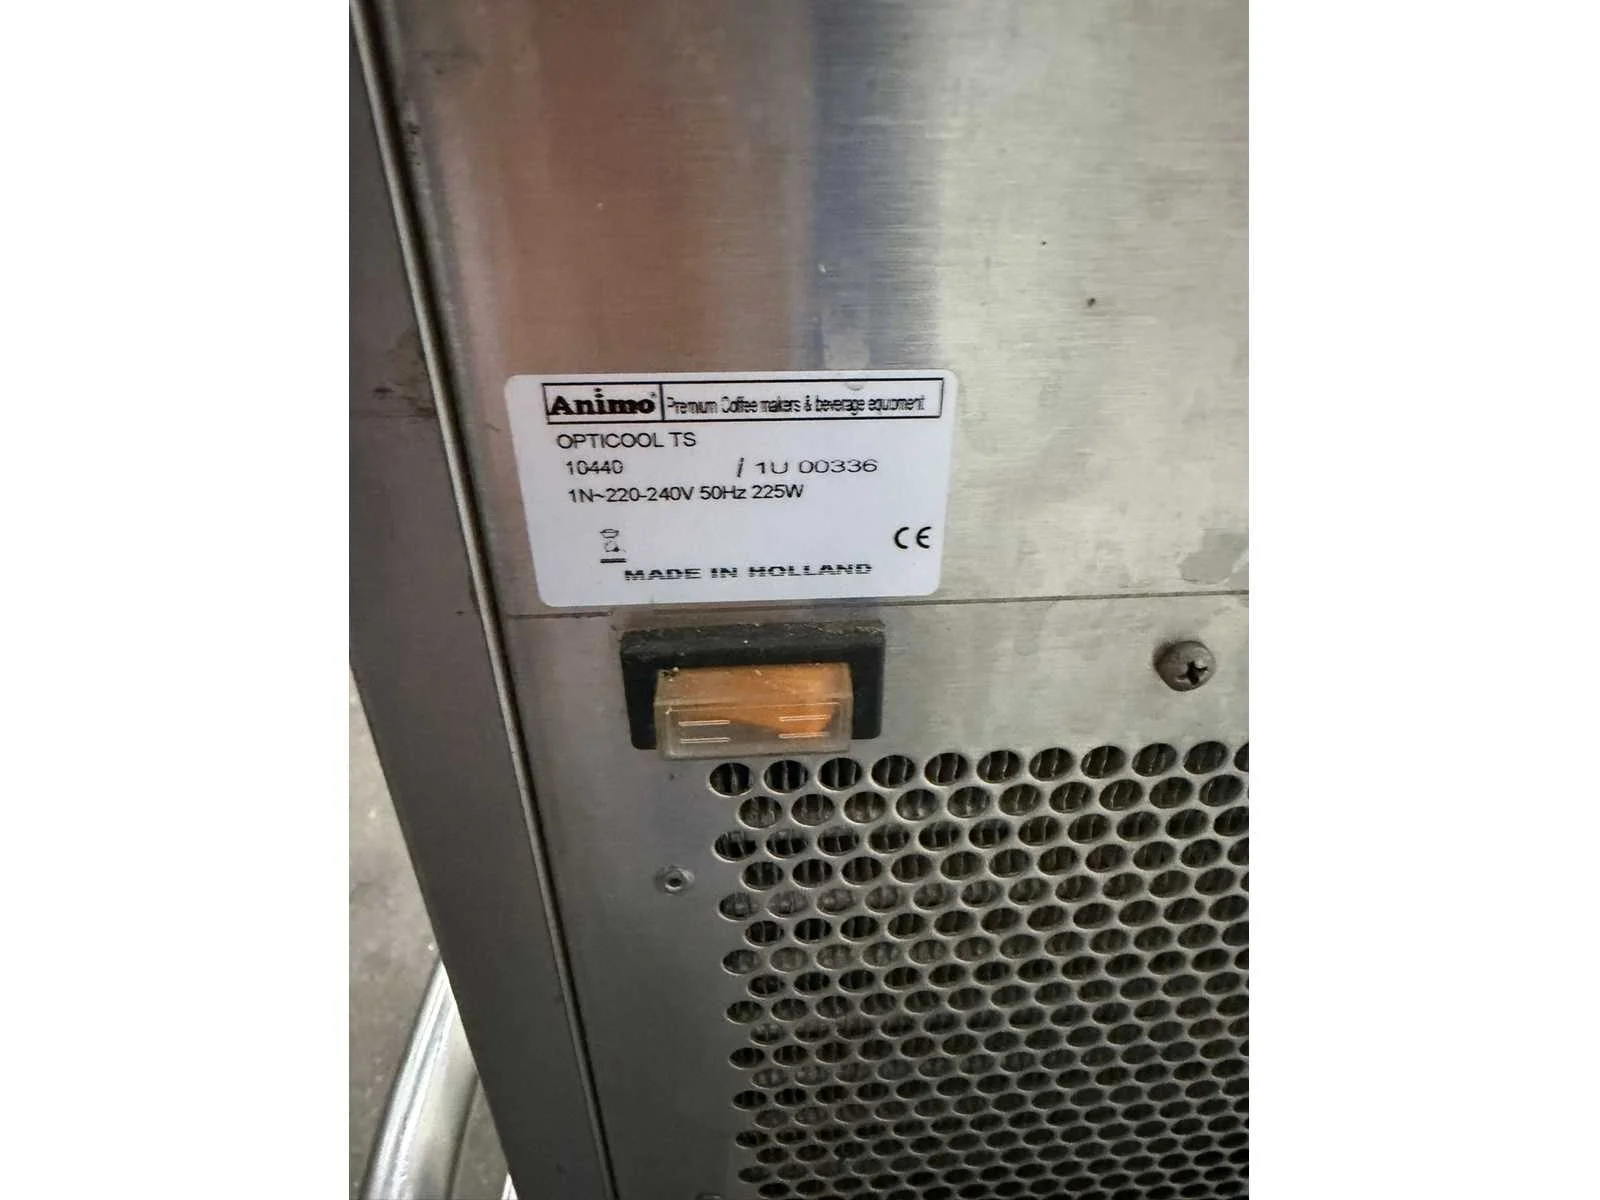 Animo® Premium Coffee makers & beverage equipment
OPTICOOL TS
10440 / 1U 00336
1N~220-240V 50Hz 225W
CE
MADE IN HOLLAND